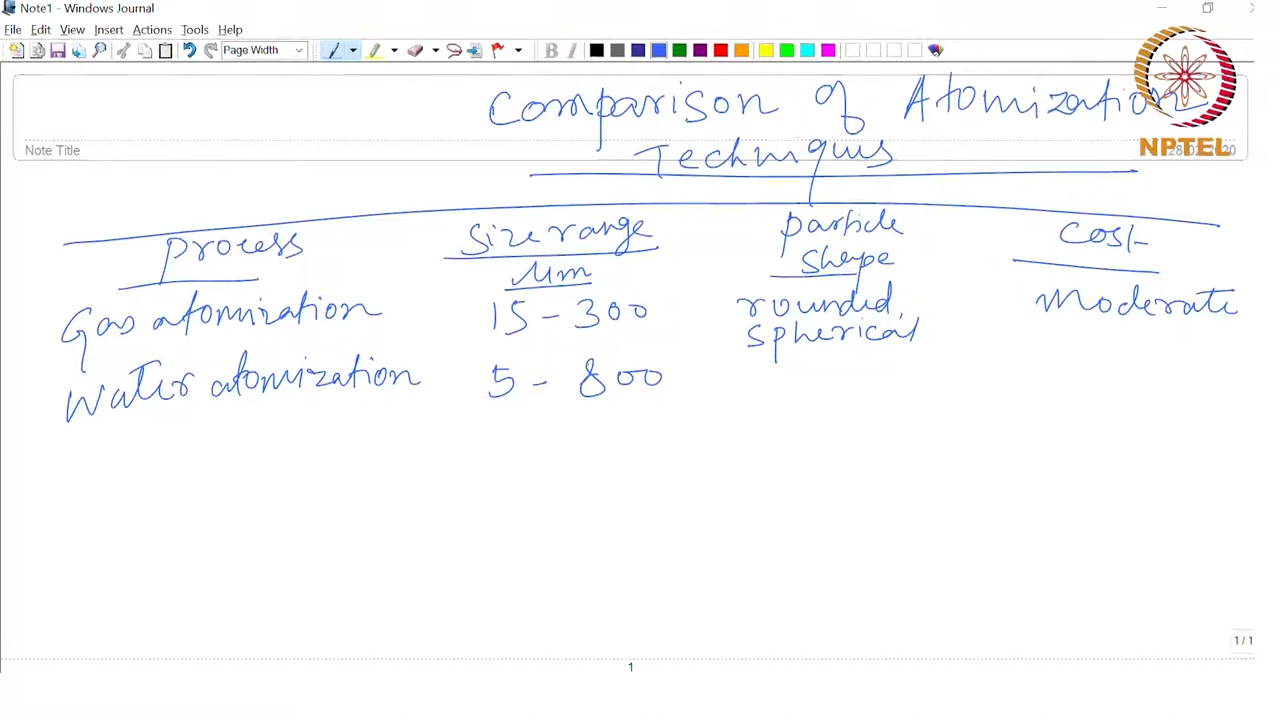 Note1 - Windows Journal
File Edit View Insert Actions Tools Help
Page Width
Comparison of Atomization
Techniques
Note Title
NPTEL
Process Size range Particle shape Cost
μm
Gas atomization 15-300 rounded, spherical Moderate
Water atomization 5-800
1/1
1